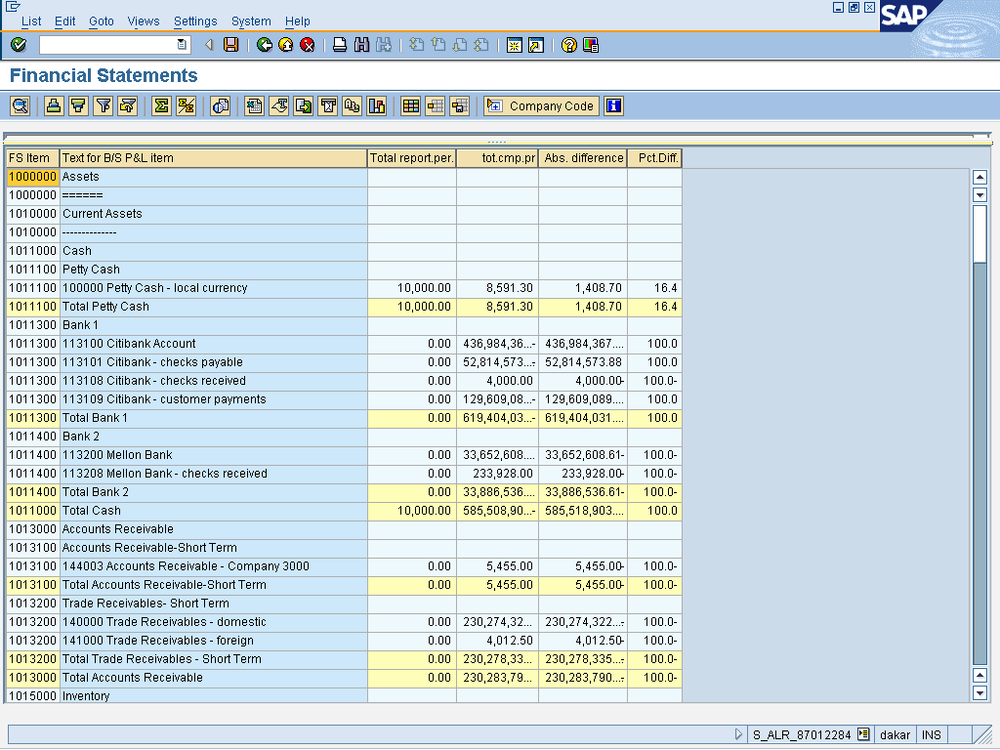 List Edit Goto Views Settings System Help
SAP
Financial Statements
Company Code
FS Item Text for B/S P&L item Total report.per. tot.cmp.pr Abs. difference Pct.Diff.
1000000 Assets
1000000 ======
1010000 Current Assets
1010000 --------------
1011000 Cash
1011100 Petty Cash
1011100 100000 Petty Cash - local currency 10,000.00 8,591.30 1,408.70 16.4
1011100 Total Petty Cash 10,000.00 8,591.30 1,408.70 16.4
1011300 Bank 1
1011300 113100 Citibank Account 0.00 436,984,36...- 436,984,367.... 100.0
1011300 113101 Citibank - checks payable 0.00 52,814,573...- 52,814,573.88 100.0
1011300 113108 Citibank - checks received 0.00 4,000.00 4,000.00- 100.0-
1011300 113109 Citibank - customer payments 0.00 129,609,08...- 129,609,089.... 100.0
1011300 Total Bank 1 0.00 619,404,03...- 619,404,031.... 100.0
1011400 Bank 2
1011400 113200 Mellon Bank 0.00 33,652,608.... 33,652,608.61- 100.0-
1011400 113208 Mellon Bank - checks received 0.00 233,928.00 233,928.00- 100.0-
1011400 Total Bank 2 0.00 33,886,536.... 33,886,536.61- 100.0-
1011000 Total Cash 10,000.00 585,508,90...- 585,518,903.... 100.0
1013000 Accounts Receivable
1013100 Accounts Receivable-Short Term
1013100 144003 Accounts Receivable - Company 3000 0.00 5,455.00 5,455.00- 100.0-
1013100 Total Accounts Receivable-Short Term 0.00 5,455.00 5,455.00- 100.0-
1013200 Trade Receivables- Short Term
1013200 140000 Trade Receivables - domestic 0.00 230,274,32... 230,274,322...- 100.0-
1013200 141000 Trade Receivables - foreign 0.00 4,012.50 4,012.50- 100.0-
1013200 Total Trade Receivables - Short Term 0.00 230,278,33... 230,278,335...- 100.0-
1013000 Total Accounts Receivable 0.00 230,283,79... 230,283,790...- 100.0-
1015000 Inventory
S_ALR_87012284 dakar INS